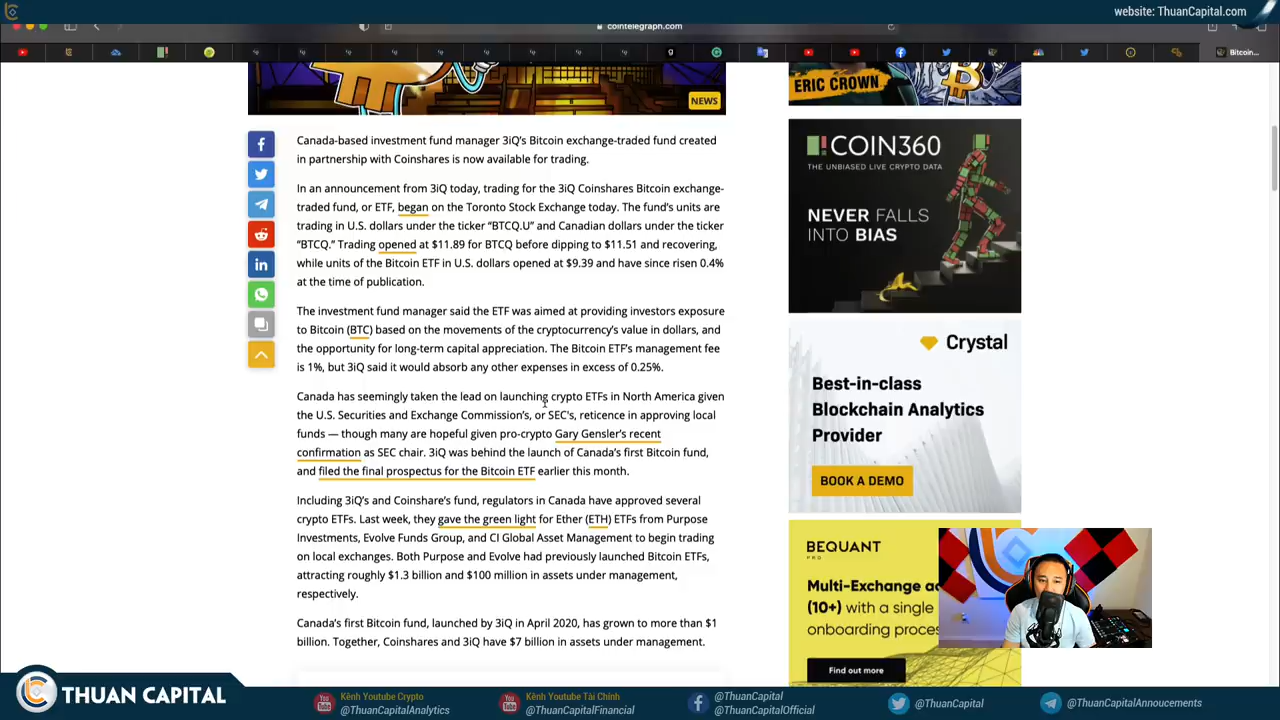 website: ThuanCapital.com
cointelegraph.com
Bitcoin...
NEWS
ERIC CROWN
Canada-based investment fund manager 3iQ's Bitcoin exchange-traded fund created
in partnership with Coinshares is now available for trading.
In an announcement from 3iQ today, trading for the 3iQ Coinshares Bitcoin exchange-
traded fund, or ETF, began on the Toronto Stock Exchange today. The fund's units are
trading in U.S. dollars under the ticker “BTCQ.U” and Canadian dollars under the ticker
“BTCQ.” Trading opened at $11.89 for BTCQ before dipping to $11.51 and recovering,
while units of the Bitcoin ETF in U.S. dollars opened at $9.39 and have since risen 0.4%
at the time of publication.
The investment fund manager said the ETF was aimed at providing investors exposure
to Bitcoin (BTC) based on the movements of the cryptocurrency's value in dollars, and
the opportunity for long-term capital appreciation. The Bitcoin ETF's management fee
is 1%, but 3iQ said it would absorb any other expenses in excess of 0.25%.
Canada has seemingly taken the lead on launching crypto ETFs in North America given
the U.S. Securities and Exchange Commission's, or SEC's, reticence in approving local
funds — though many are hopeful given pro-crypto Gary Gensler's recent
confirmation as SEC chair. 3iQ was behind the launch of Canada's first Bitcoin fund,
and filed the final prospectus for the Bitcoin ETF earlier this month.
Including 3iQ's and Coinshare's fund, regulators in Canada have approved several
crypto ETFs. Last week, they gave the green light for Ether (ETH) ETFs from Purpose
Investments, Evolve Funds Group, and CI Global Asset Management to begin trading
on local exchanges. Both Purpose and Evolve had previously launched Bitcoin ETFs,
attracting roughly $1.3 billion and $100 million in assets under management,
respectively.
Canada's first Bitcoin fund, launched by 3iQ in April 2020, has grown to more than $1
billion. Together, Coinshares and 3iQ have $7 billion in assets under management.
COIN360
THE UNBIASED LIVE CRYPTO DATA
NEVER FALLS
INTO BIAS
Crystal
Best-in-class
Blockchain Analytics
Provider
BOOK A DEMO
BEQUANT
PRO
Multi-Exchange
(10+) with a single
onboarding
Find out more
THUAN CAPITAL
Kênh Youtube Crypto
@ThuanCapitalAnalytics
Kênh Youtube Tài Chính
@ThuanCapitalFinancial
@ThuanCapital
@ThuanCapitalOfficial
@ThuanCapital
@ThuanCapitalAnnoucements